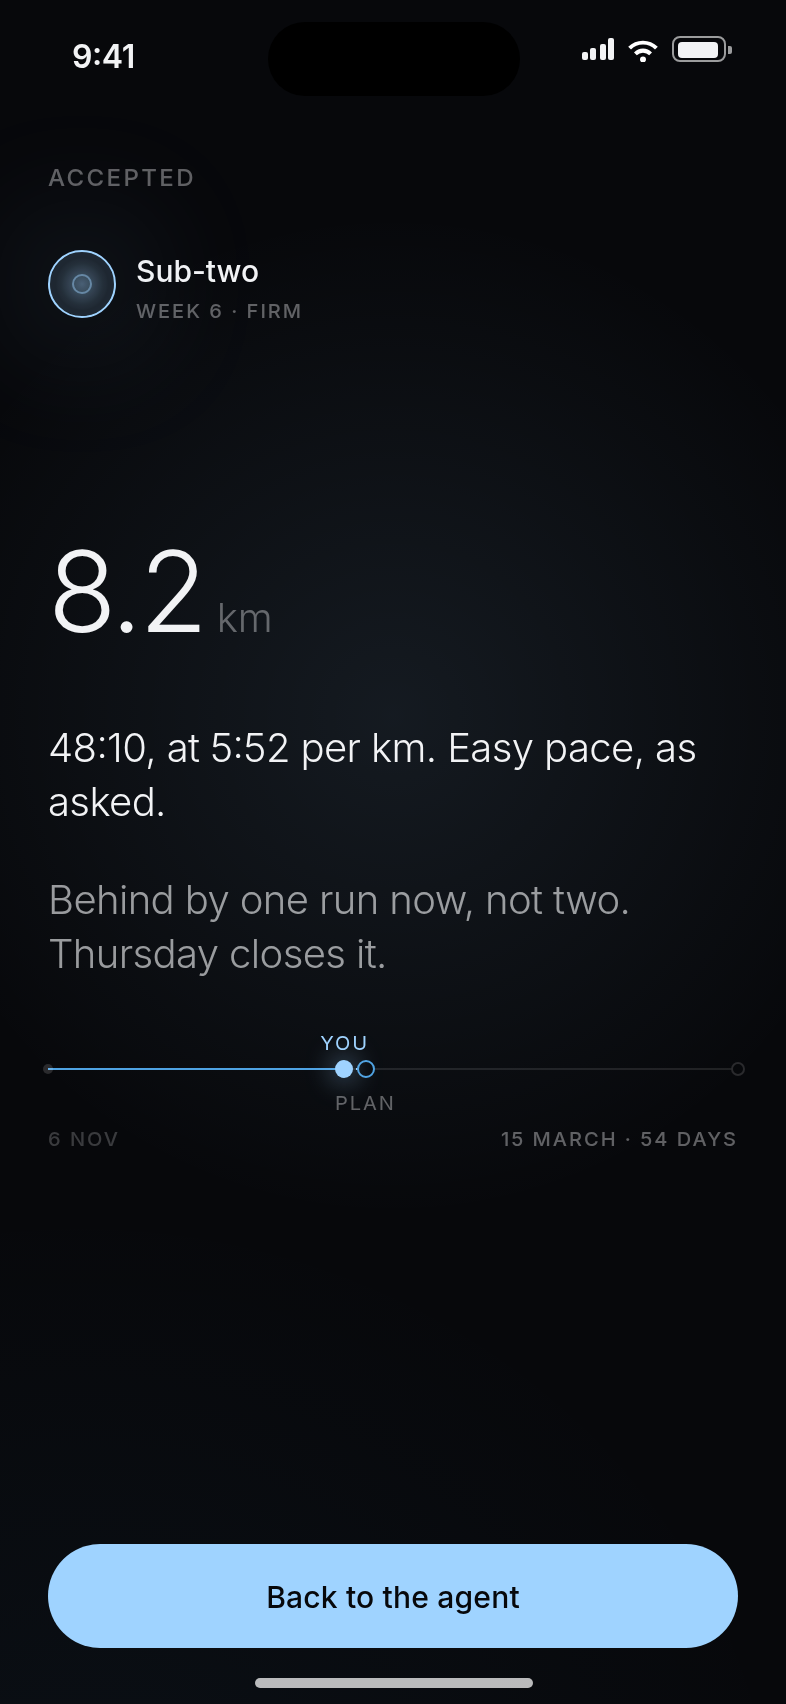 9:41
ACCEPTED
Sub-two
WEEK 6 · FIRM
8.2 km
48:10, at 5:52 per km. Easy pace, as
asked.
Behind by one run now, not two.
Thursday closes it.
YOU
PLAN
6 NOV
15 MARCH · 54 DAYS
Back to the agent